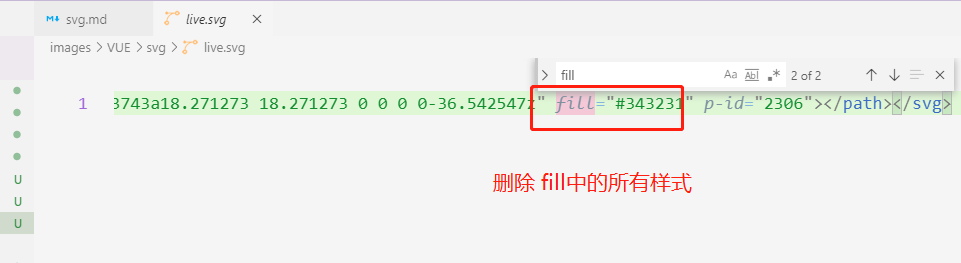 svg.md
live.svg
images > VUE > svg > live.svg
fill
Aa Abl .* 2 of 2
1 3743a18.271273 18.271273 0 0 0 0-36.542547z" fill="#343231" p-id="2306"></path></svg>
删除 fill中的所有样式
U
U
U